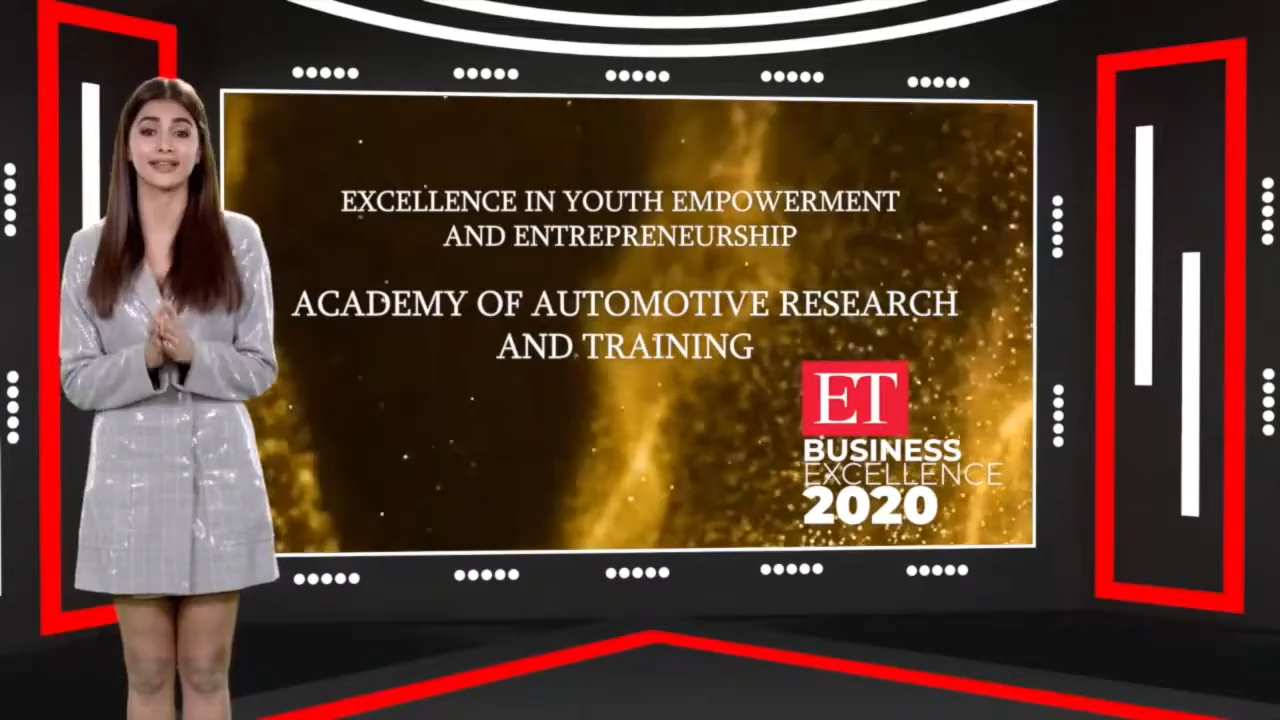 EXCELLENCE IN YOUTH EMPOWERMENT
AND ENTREPRENEURSHIP
ACADEMY OF AUTOMOTIVE RESEARCH
AND TRAINING
ET
BUSINESS
EXCELLENCE
2020